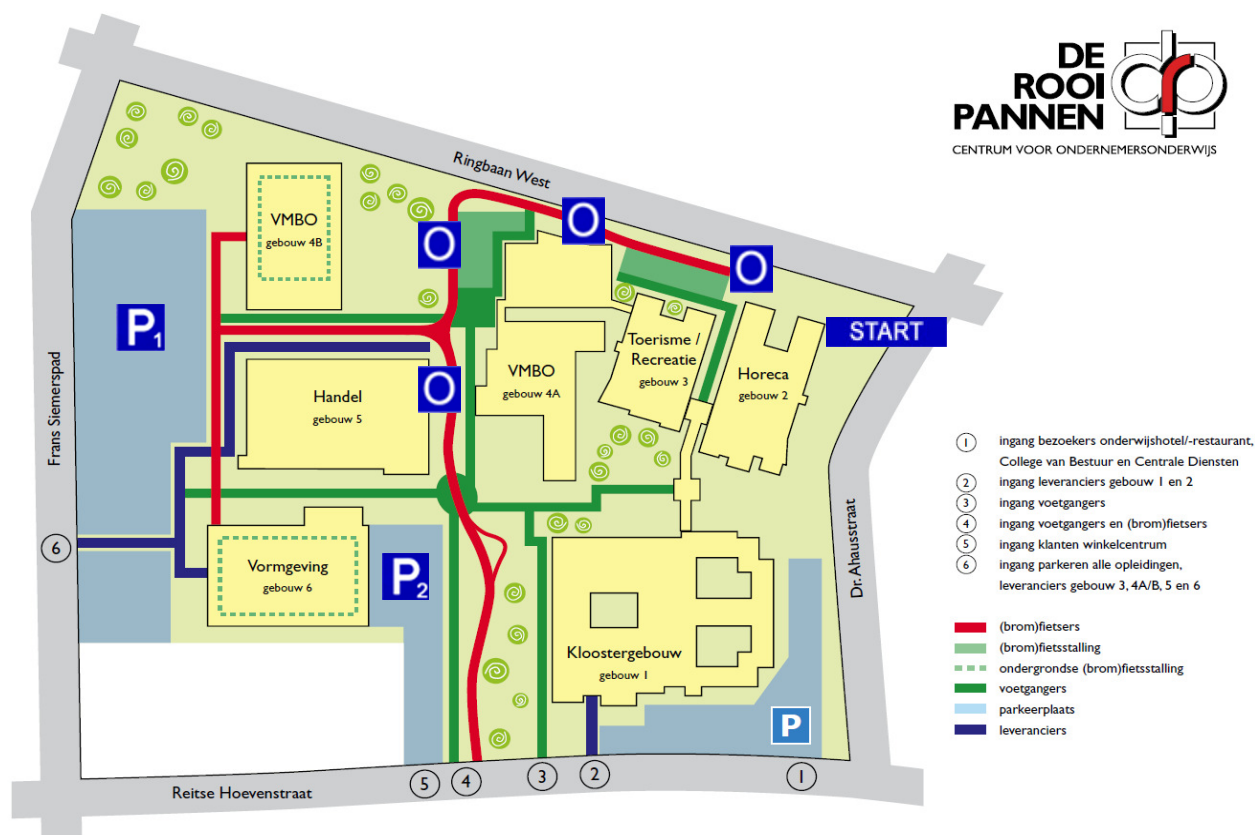 DE
ROOI
PANNEN
CENTRUM VOOR ONDERNEMERSONDERWIJS
Ringbaan West
VMBO
gebouw 4B
O
O
O
P1
START
Toerisme /
Recreatie
gebouw 3
VMBO
gebouw 4A
Horeca
gebouw 2
Handel
gebouw 5
O
Frans Siemerspad
6
Vormgeving
gebouw 6
P2
Kloostergebouw
gebouw 1
Dr. Ahausstraat
P
5
4
3
2
1
Reitse Hoevenstraat
1 ingang bezoekers onderwijshotel/-restaurant,
College van Bestuur en Centrale Diensten
2 ingang leveranciers gebouw 1 en 2
3 ingang voetgangers
4 ingang voetgangers en (brom)fietsers
5 ingang klanten winkelcentrum
6 ingang parkeren alle opleidingen,
leveranciers gebouw 3, 4A/B, 5 en 6
(brom)fietsers
(brom)fietsstalling
ondergrondse (brom)fietsstalling
voetgangers
parkeerplaats
leveranciers